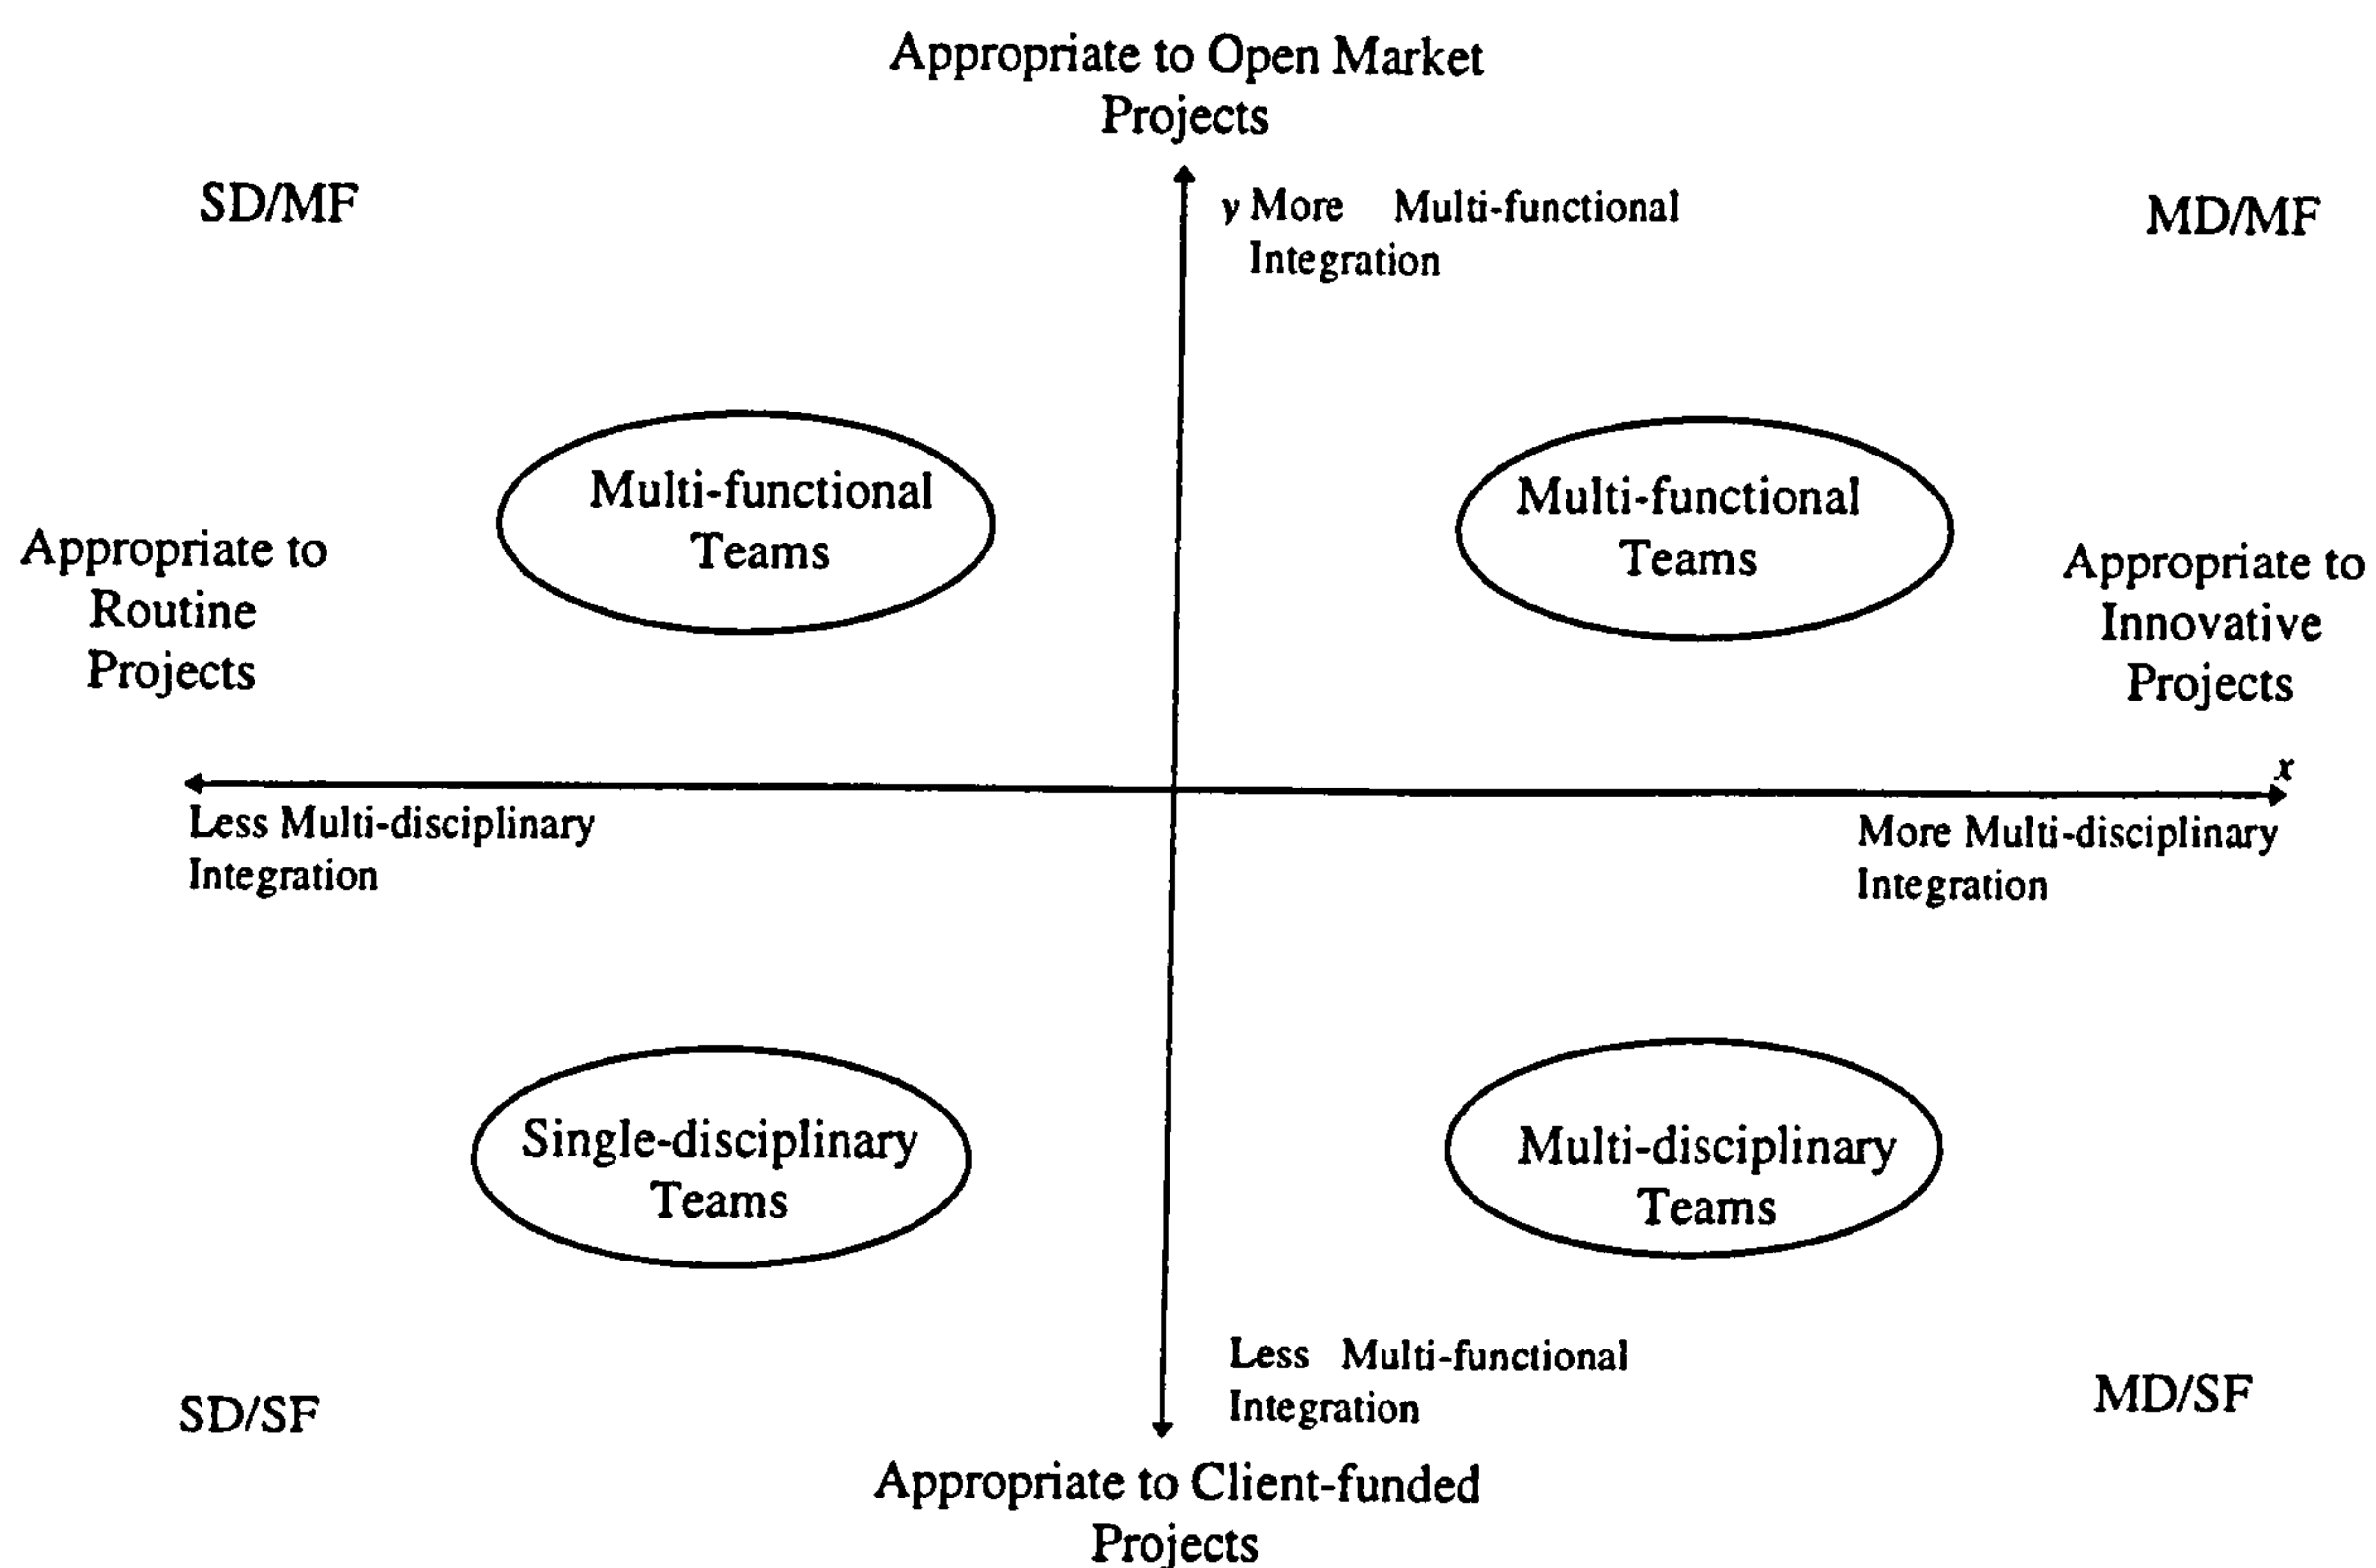 Appropriate to Open Market
Projects
SD/MF
y More Multi-functional
Integration
MD/MF
Multi-functional
Teams
Multi-functional
Teams
Appropriate to
Routine
Projects
Appropriate to
Innovative
Projects
x
Less Multi-disciplinary
Integration
More Multi-disciplinary
Integration
Single-disciplinary
Teams
Multi-disciplinary
Teams
Less Multi-functional
Integration
SD/SF
MD/SF
Appropriate to Client-funded
Projects